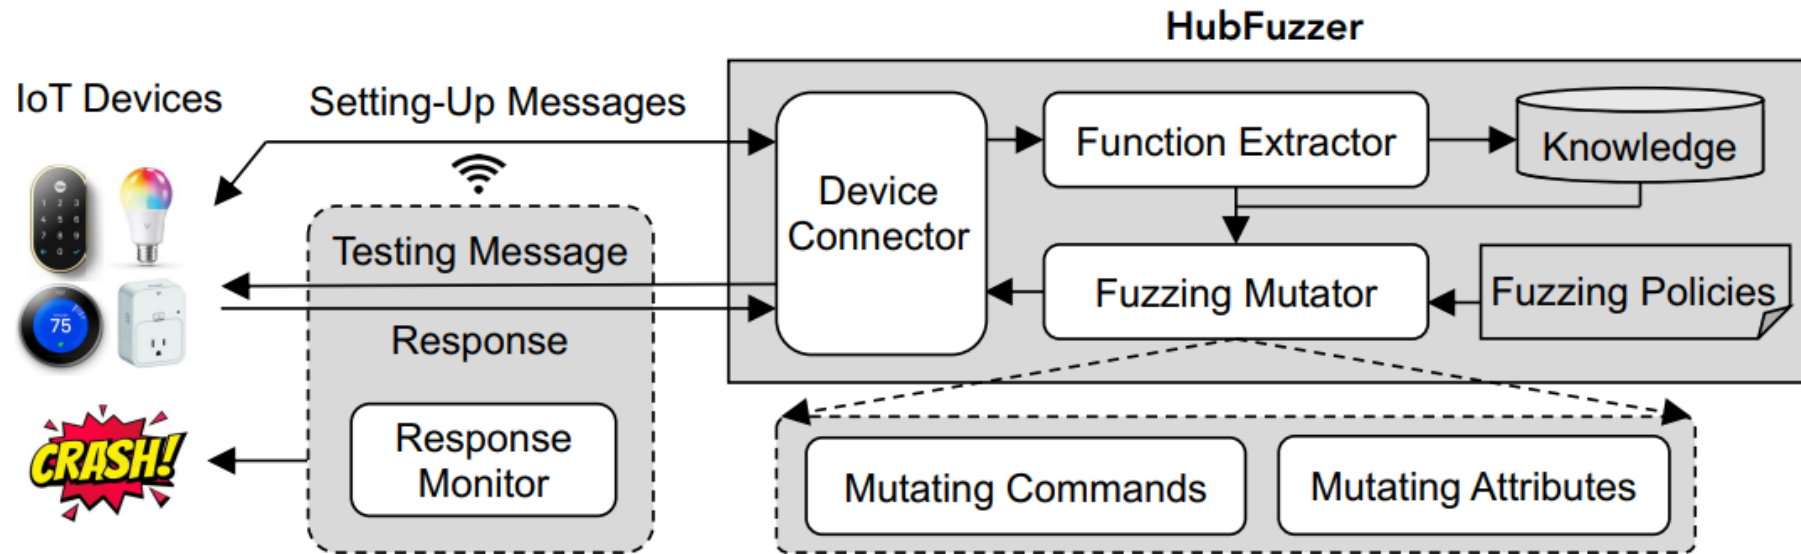 HubFuzzer
IoT Devices
Setting-Up Messages
Device
Connector
Function Extractor
Knowledge
Testing Message
Response
Fuzzing Mutator
Fuzzing Policies
75
Response
Monitor
CRASH!
Mutating Commands
Mutating Attributes